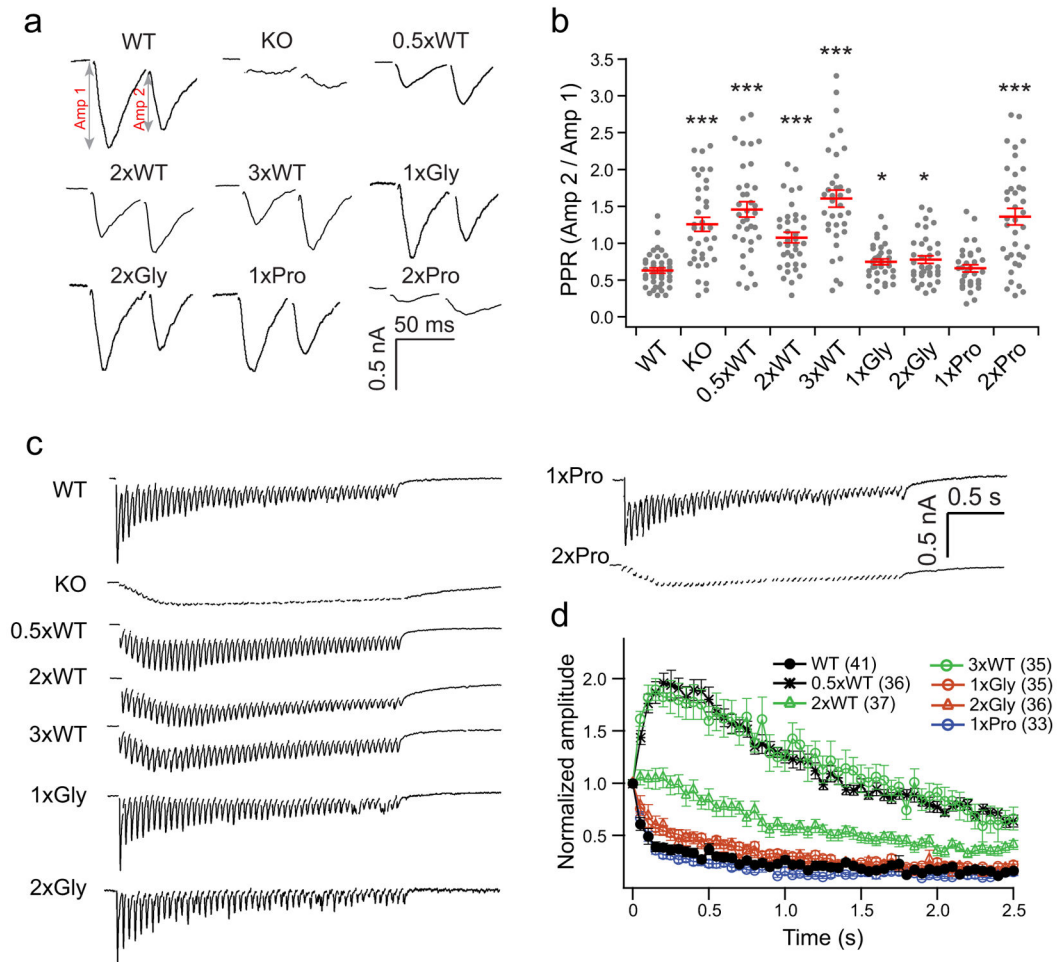 a
WT
KO
0.5xWT
Amp 1
Amp 2
2xWT
3xWT
1xGly
2xGly
1xPro
2xPro
50 ms
0.5 nA
b
PPR (Amp 2 / Amp 1)
3.5
3.0
2.5
2.0
1.5
1.0
0.5
0.0
***
***
***
***
*
*
***
WT
KO
0.5xWT
2xWT
3xWT
1xGly
2xGly
1xPro
2xPro
c
WT
KO
0.5xWT
2xWT
3xWT
1xGly
2xGly
1xPro
2xPro
0.5 s
0.5 nA
d
Normalized amplitude
2.0
1.5
1.0
0.5
WT (41)
0.5xWT (36)
2xWT (37)
3xWT (35)
1xGly (35)
2xGly (36)
1xPro (33)
0
0.5
1.0
1.5
2.0
2.5
Time (s)